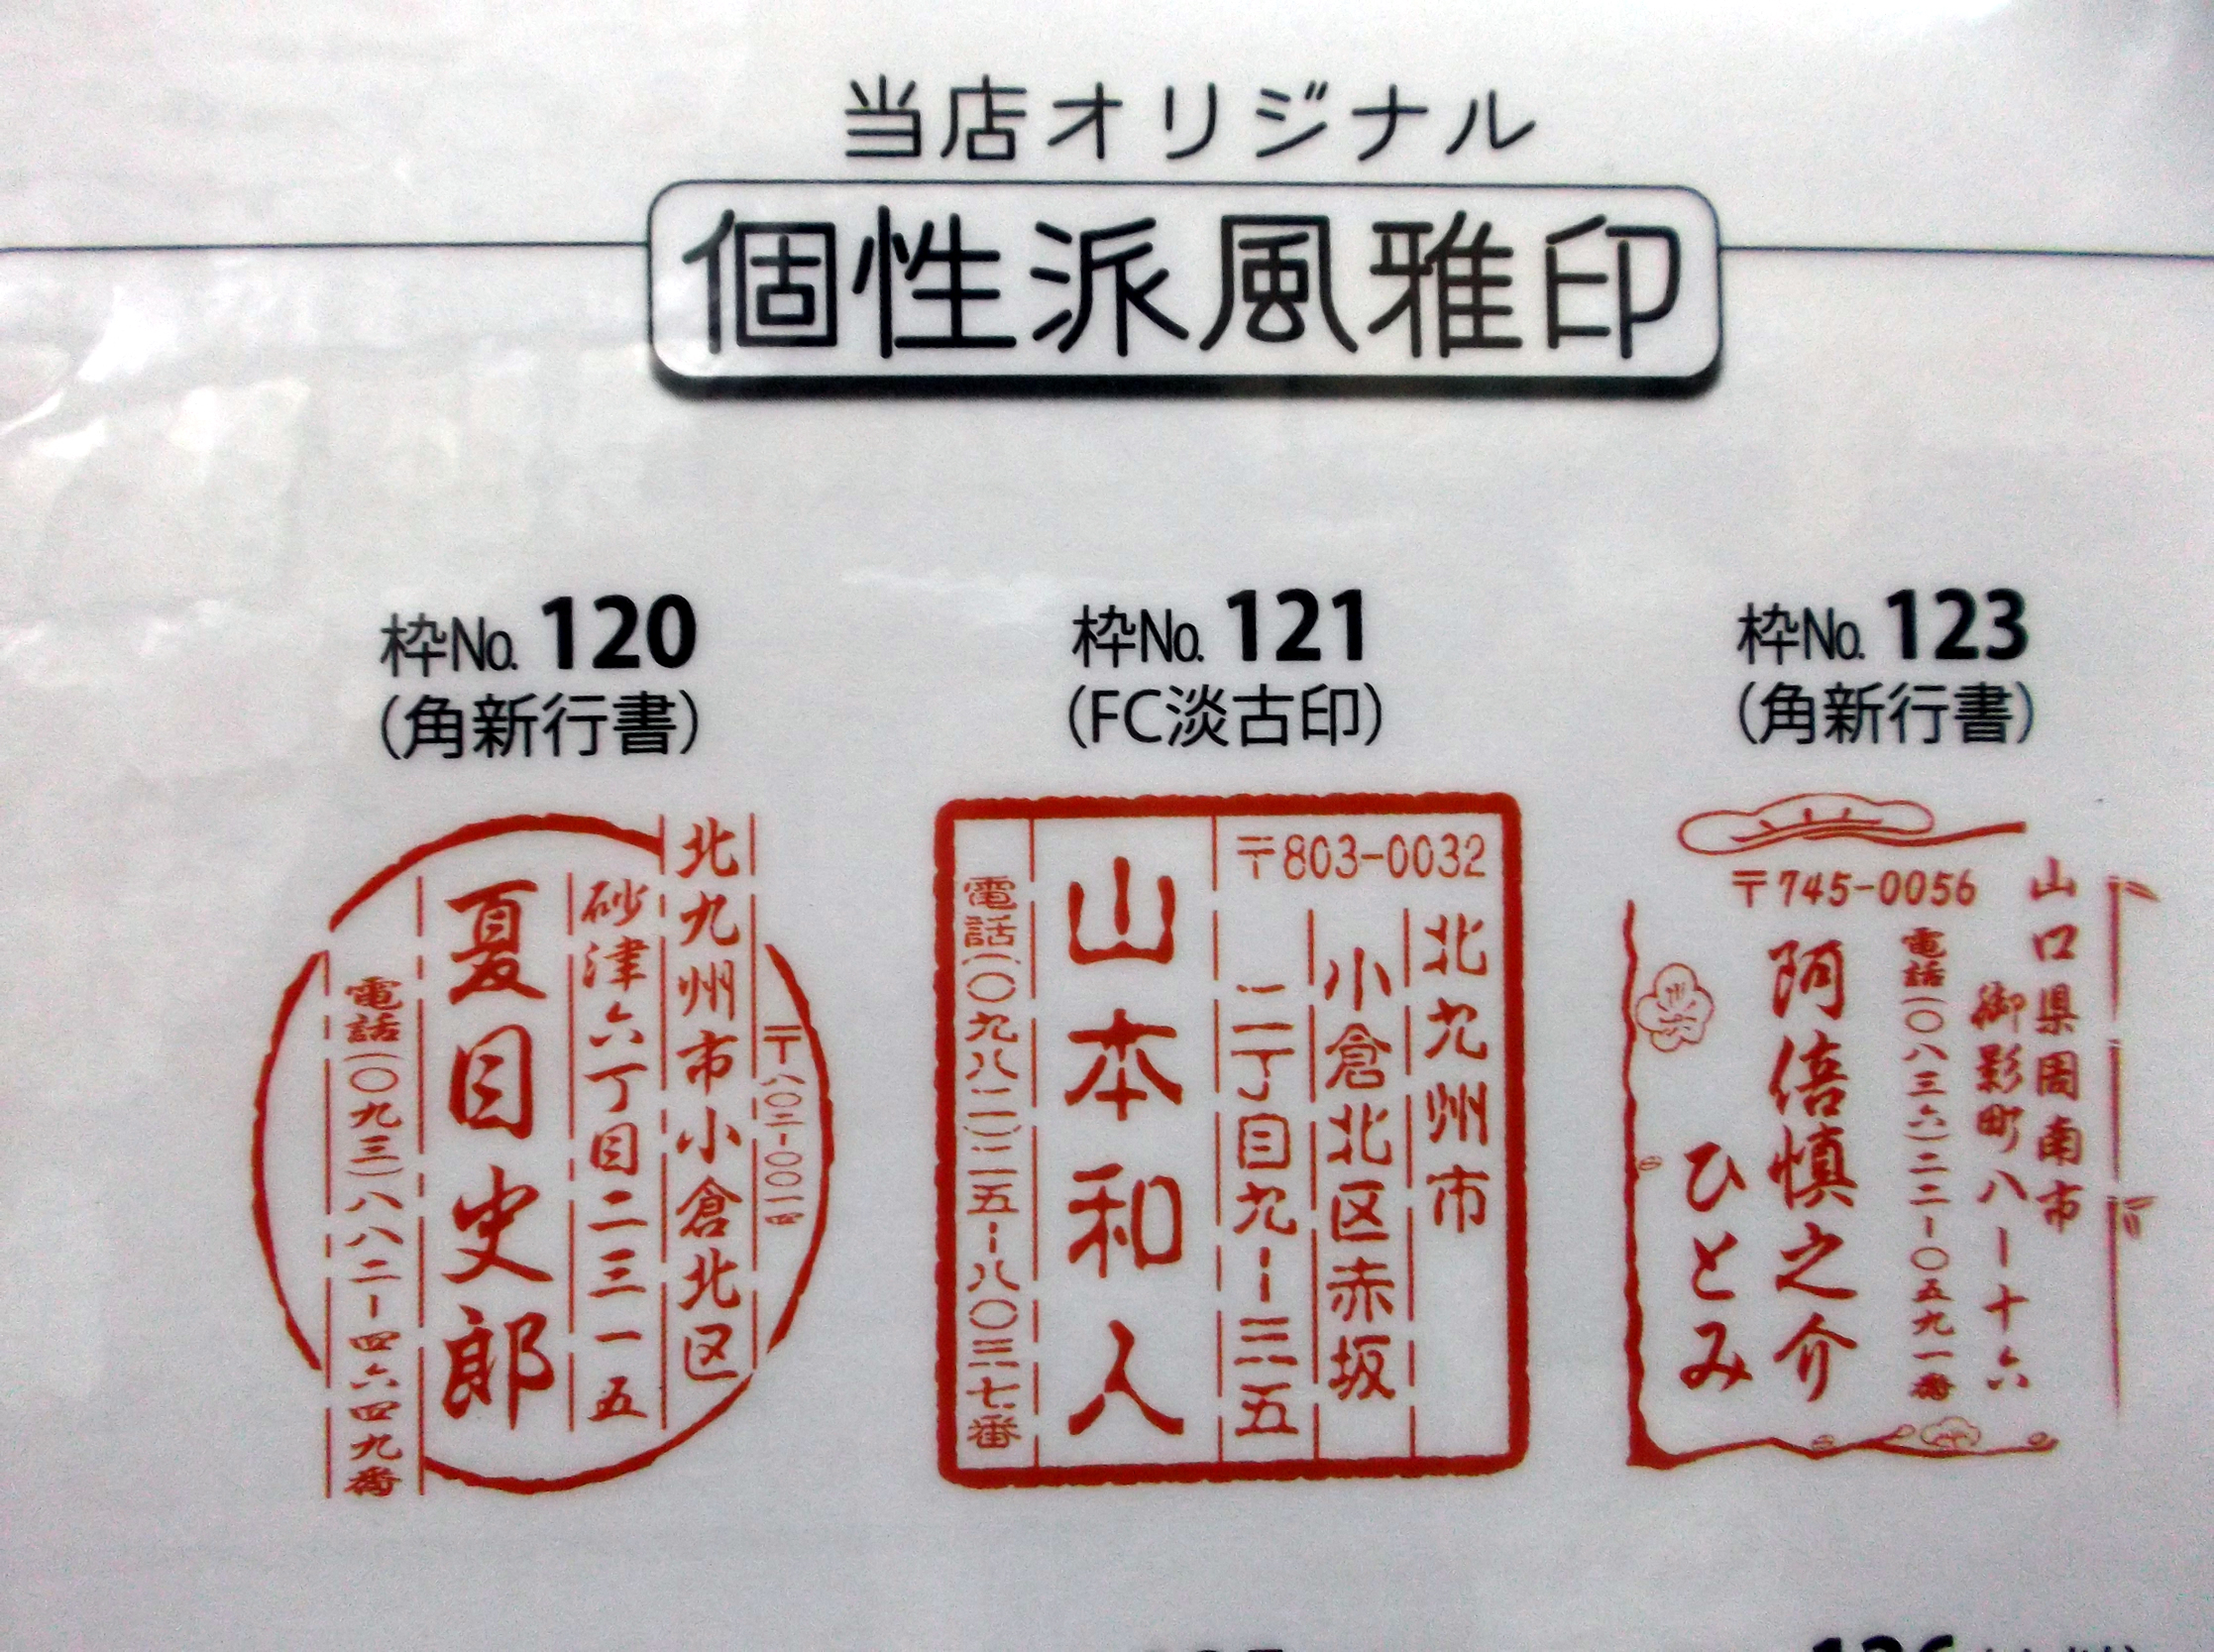 当店オリジナル
個性派風雅印
枠No. 120
(角新行書)
〒八〇二-〇〇一四
北九州市小倉北区
砂津六丁目二三一五
夏目史郎
電話(〇九三)八八二-四六四九番
枠No. 121
(FC淡古印)
〒803-0032
北九州市
小倉北区赤坂
二丁目九-三五
山本和人
電話(〇九八二)二五-八〇三七番
枠No. 123
(角新行書)
〒745-0056
山口県周南市
御影町八-十六
電話(〇八三六)二二-〇五九一番
阿倍慎之介
ひとみ